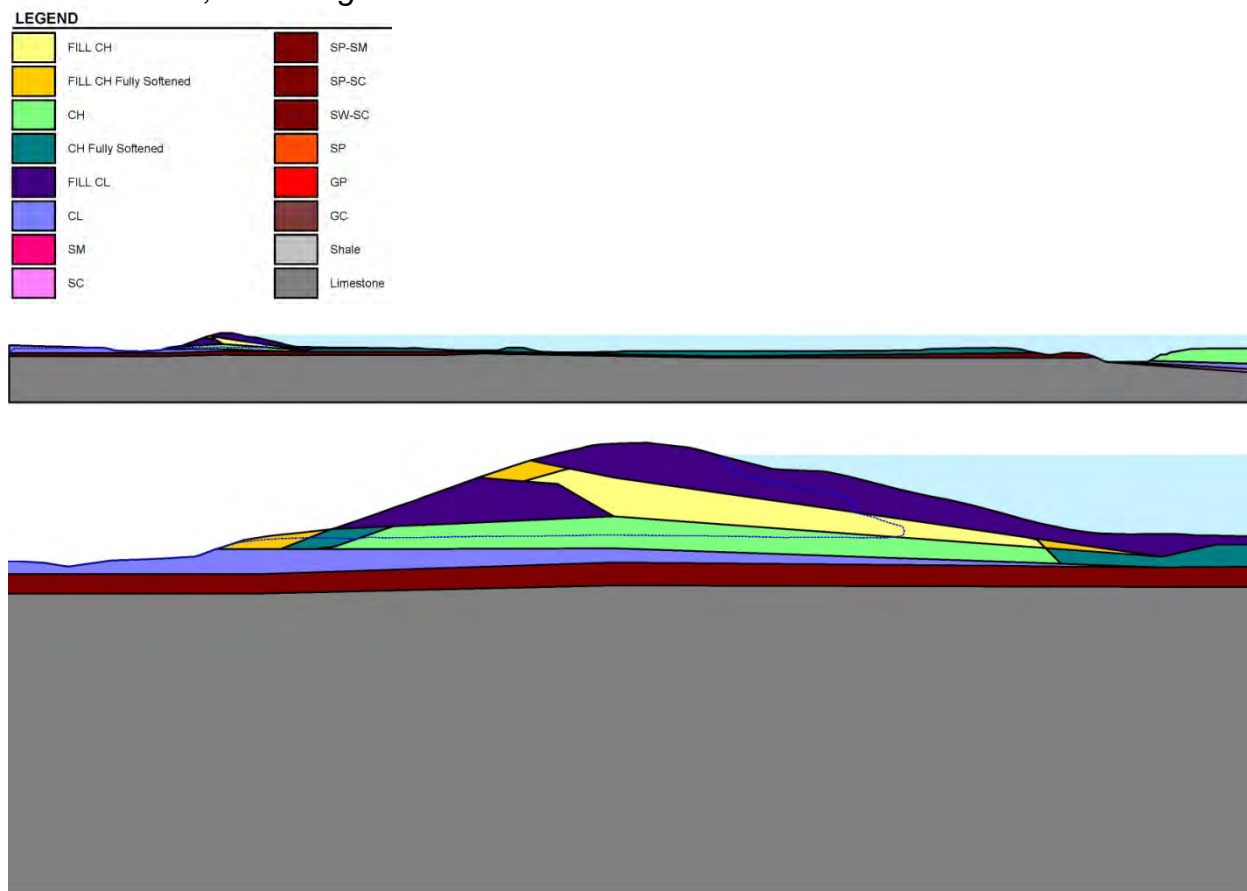 LEGEND
FILL CH
FILL CH Fully Softened
CH
CH Fully Softened
FILL CL
CL
SM
SC
SP-SM
SP-SC
SW-SC
SP
GP
GC
Shale
Limestone